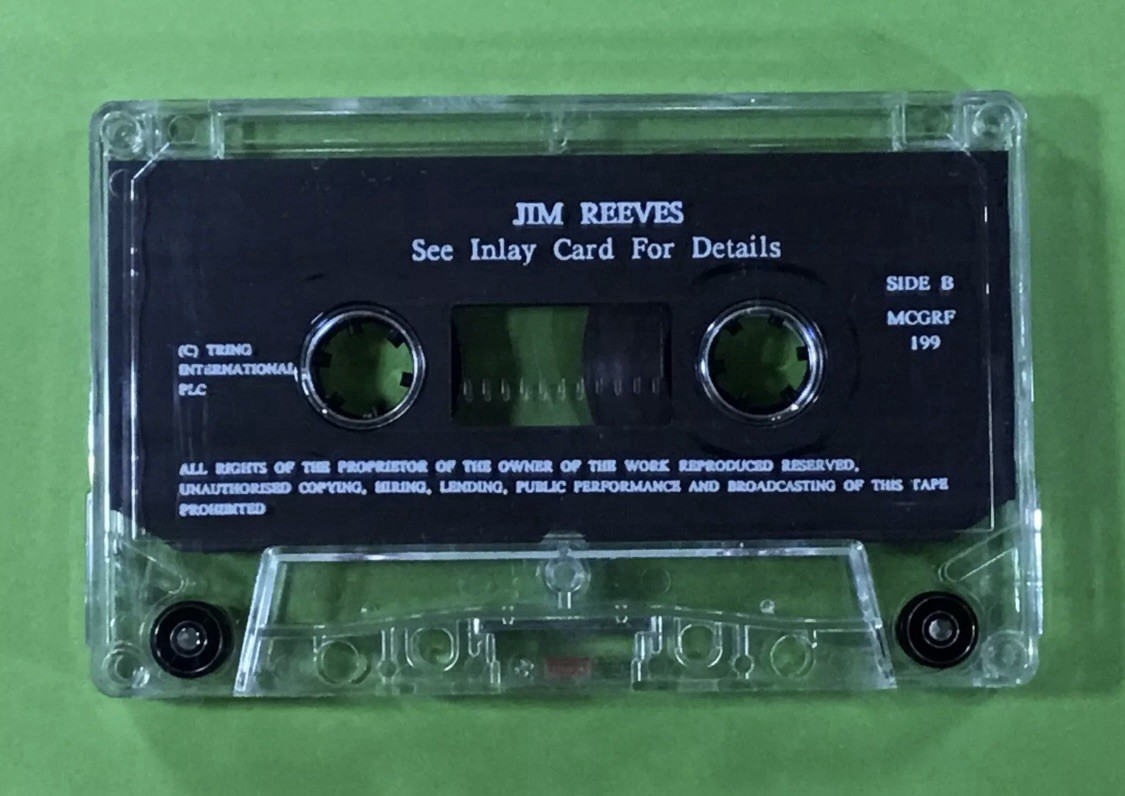 JIM REEVES
See Inlay Card For Details
SIDE B
MCGRF
199
(C) TRING
INTERNATIONAL
PLC
ALL RIGHTS OF THE PROPRIETOR OF THE OWNER OF THE WORK REPRODUCED RESERVED.
UNAUTHORISED COPYING, HIRING, LENDING, PUBLIC PERFORMANCE AND BROADCASTING OF THIS TAPE
PROHIBITED